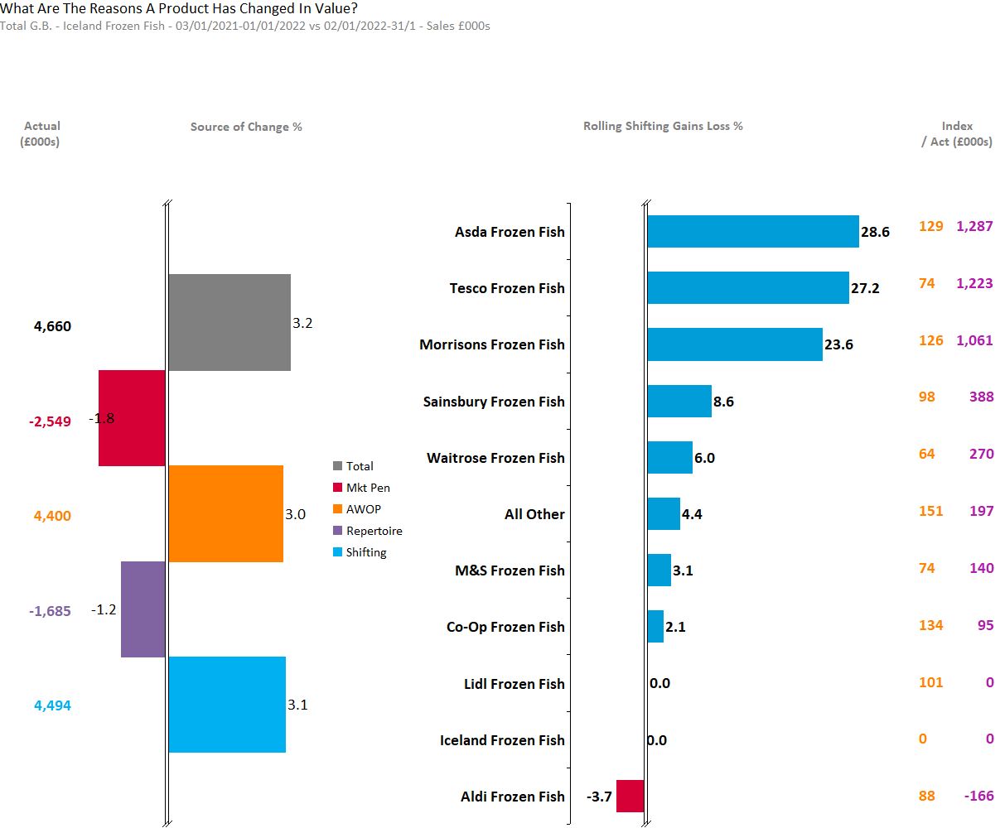 What Are The Reasons A Product Has Changed In Value?
Total G.B. - Iceland Frozen Fish - 03/01/2021-01/01/2022 vs 02/01/2022-31/1 - Sales £000s
Actual
(£000s)
Source of Change %
Rolling Shifting Gains Loss %
Index
/ Act (£000s)
4,660
3.2
-2,549
-1.8
4,400
3.0
-1,685
-1.2
4,494
3.1
Total
Mkt Pen
AWOP
Repertoire
Shifting
Asda Frozen Fish 28.6 129 1,287
Tesco Frozen Fish 27.2 74 1,223
Morrisons Frozen Fish 23.6 126 1,061
Sainsbury Frozen Fish 8.6 98 388
Waitrose Frozen Fish 6.0 64 270
All Other 4.4 151 197
M&S Frozen Fish 3.1 74 140
Co-Op Frozen Fish 2.1 134 95
Lidl Frozen Fish 0.0 101 0
Iceland Frozen Fish 0.0 0 0
Aldi Frozen Fish -3.7 88 -166